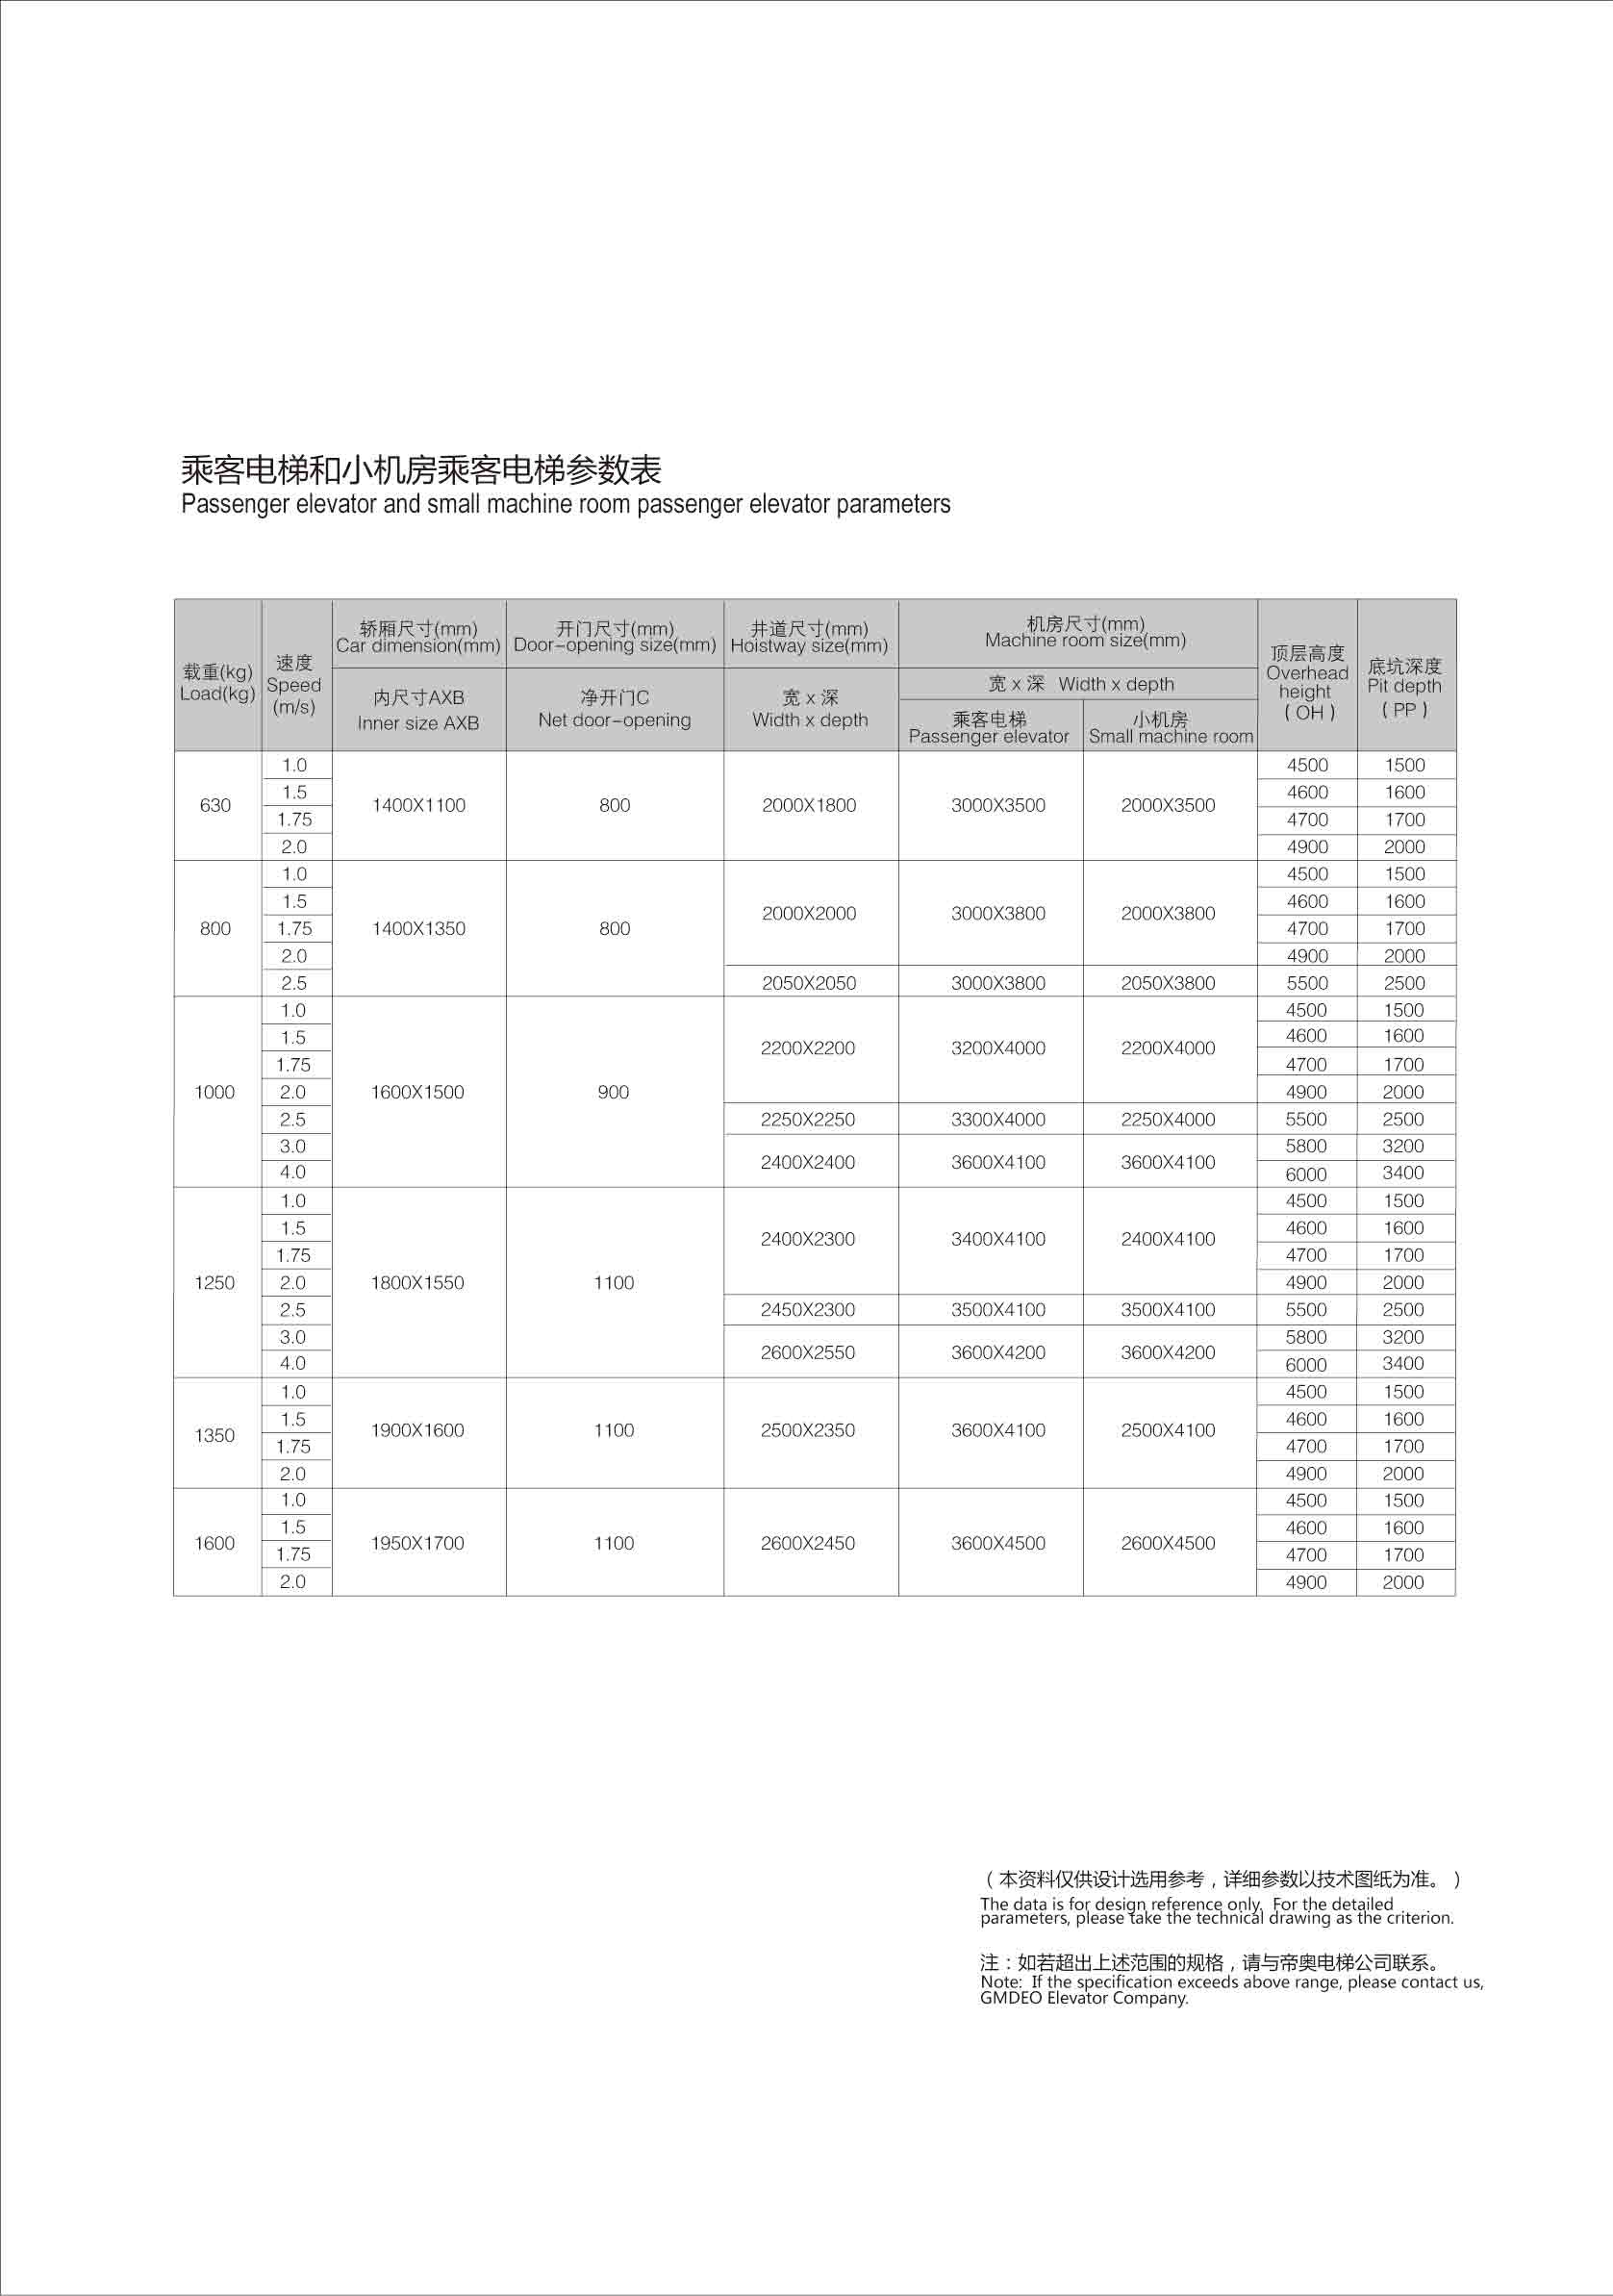 乘客电梯和小机房乘客电梯参数表
Passenger elevator and small machine room passenger elevator parameters
载重(kg)
Load(kg)
速度
Speed
(m/s)
轿厢尺寸(mm)
Car dimension(mm)
内尺寸AXB
Inner size AXB
开门尺寸(mm)
Door-opening size(mm)
净开门C
Net door-opening
井道尺寸(mm)
Hoistway size(mm)
宽 x 深
Width x depth
机房尺寸(mm)
Machine room size(mm)
宽 x 深 Width x depth
乘客电梯
Passenger elevator
小机房
Small machine room
顶层高度
Overhead
height
( OH )
底坑深度
Pit depth
( PP )
630 1400X1100 800 2000X1800 3000X3500 2000X3500
1.0 4500 1500
1.5 4600 1600
1.75 4700 1700
2.0 4900 2000
800 1400X1350 800
2000X2000 3000X3800 2000X3800
1.0 4500 1500
1.5 4600 1600
1.75 4700 1700
2.0 4900 2000
2.5 2050X2050 3000X3800 2050X3800 5500 2500
1000 1600X1500 900
2200X2200 3200X4000 2200X4000
1.0 4500 1500
1.5 4600 1600
1.75 4700 1700
2.0 4900 2000
2.5 2250X2250 3300X4000 2250X4000 5500 2500
2400X2400 3600X4100 3600X4100
3.0 5800 3200
4.0 6000 3400
1250 1800X1550 1100
2400X2300 3400X4100 2400X4100
1.0 4500 1500
1.5 4600 1600
1.75 4700 1700
2.0 4900 2000
2.5 2450X2300 3500X4100 3500X4100 5500 2500
2600X2550 3600X4200 3600X4200
3.0 5800 3200
4.0 6000 3400
1350 1900X1600 1100 2500X2350 3600X4100 2500X4100
1.0 4500 1500
1.5 4600 1600
1.75 4700 1700
2.0 4900 2000
1600 1950X1700 1100 2600X2450 3600X4500 2600X4500
1.0 4500 1500
1.5 4600 1600
1.75 4700 1700
2.0 4900 2000
（本资料仅供设计选用参考，详细参数以技术图纸为准。）
The data is for design reference only. For the detailed
parameters, please take the technical drawing as the criterion.
注：如若超出上述范围的规格，请与帝奥电梯公司联系。
Note: If the specification exceeds above range, please contact us,
GMDEO Elevator Company.